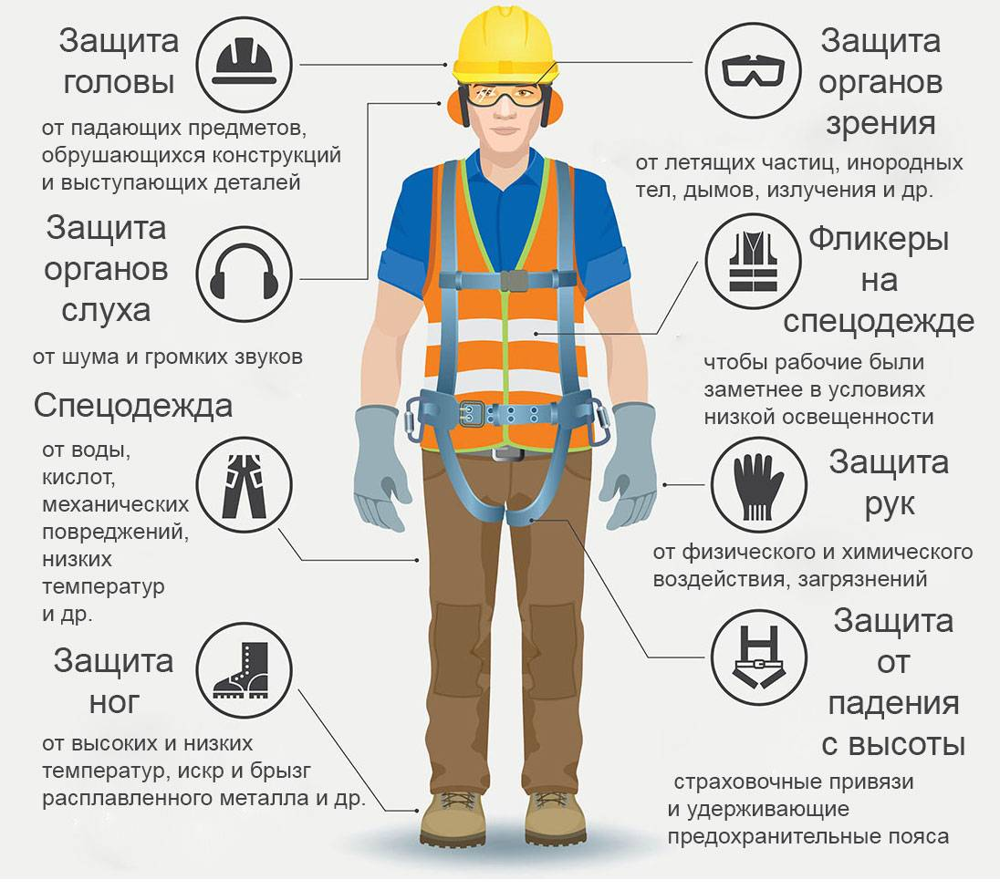 Защита
головы
от падающих предметов,
обрушающихся конструкций
и выступающих деталей
Защита
органов
слуха
от шума и громких звуков
Спецодежда
от воды,
кислот,
механических
повреджений,
низких
температур
и др.
Защита
ног
от высоких и низких
температур, искр и брызг
расплавленного металла и др.
Защита
органов
зрения
от летящих частиц, инородных
тел, дымов, излучения и др.
Фликеры
на
спецодежде
чтобы рабочие были
заметнее в условиях
низкой освещенности
Защита
рук
от физического и химического
воздействия, загрязнений
Защита
от
падения
с высоты
страховочные привязи
и удерживающие
предохранительные пояса